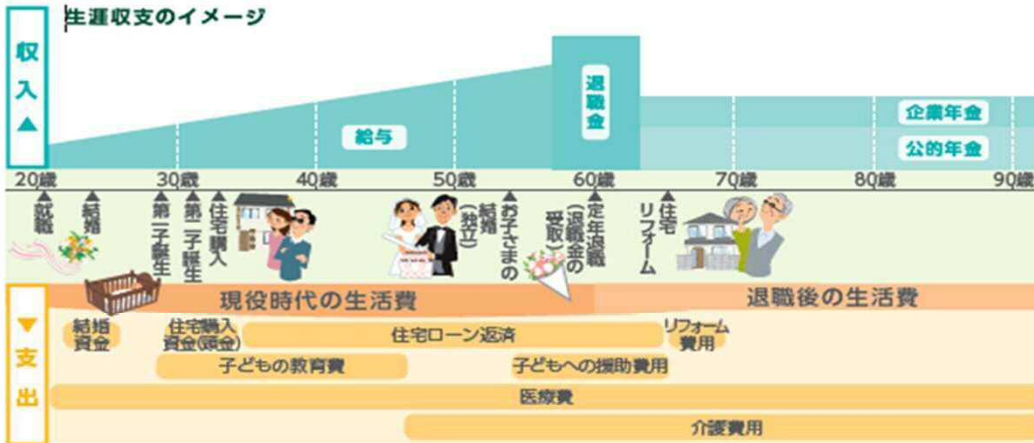 生涯収支のイメージ
収入▲
給与
退職金
企業年金
公的年金
20歳
30歳
40歳
50歳
60歳
70歳
80歳
90歳
▲就職
▲結婚
▲第一子誕生
▲第二子誕生
▲住宅購入
▲お子さまの
結婚
(独立)
▲定年退職
(退職金の
受取)
▲住宅
リフォーム
▼支出
現役時代の生活費
退職後の生活費
結婚
資金
住宅購入
資金(頭金)
住宅ローン返済
リフォーム
費用
子どもの教育費
子どもへの援助費用
医療費
介護費用